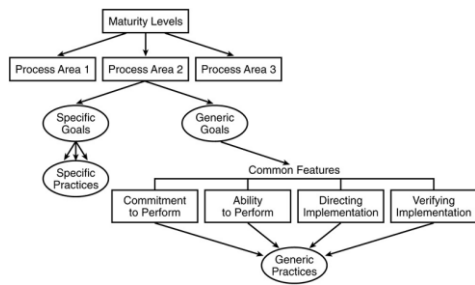 Maturity Levels
Process Area 1
Process Area 2
Process Area 3
Specific
Goals
Generic
Goals
Specific
Practices
Common Features
Commitment
to Perform
Ability
to Perform
Directing
Implementation
Verifying
Implementation
Generic
Practices